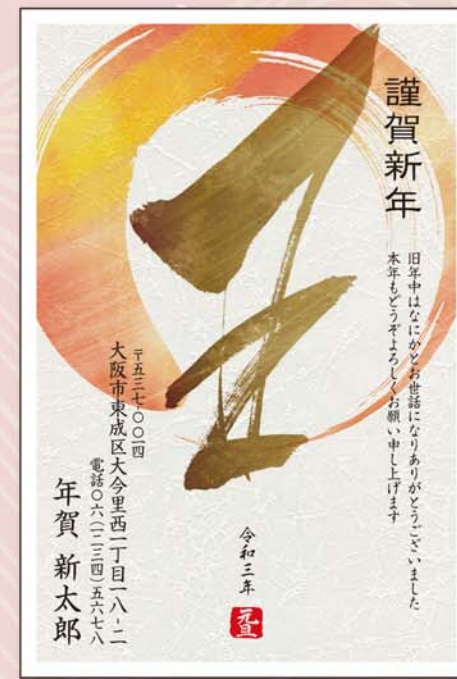 謹賀新年
旧年中はなにかとお世話になりありがとうございました
本年もどうぞよろしくお願い申し上げます
丑
令和三年
元旦
〒五三七-〇〇一四
大阪市東成区大今里西一丁目一八-二
電話〇六(一二三四)五六七八
年賀 新太郎